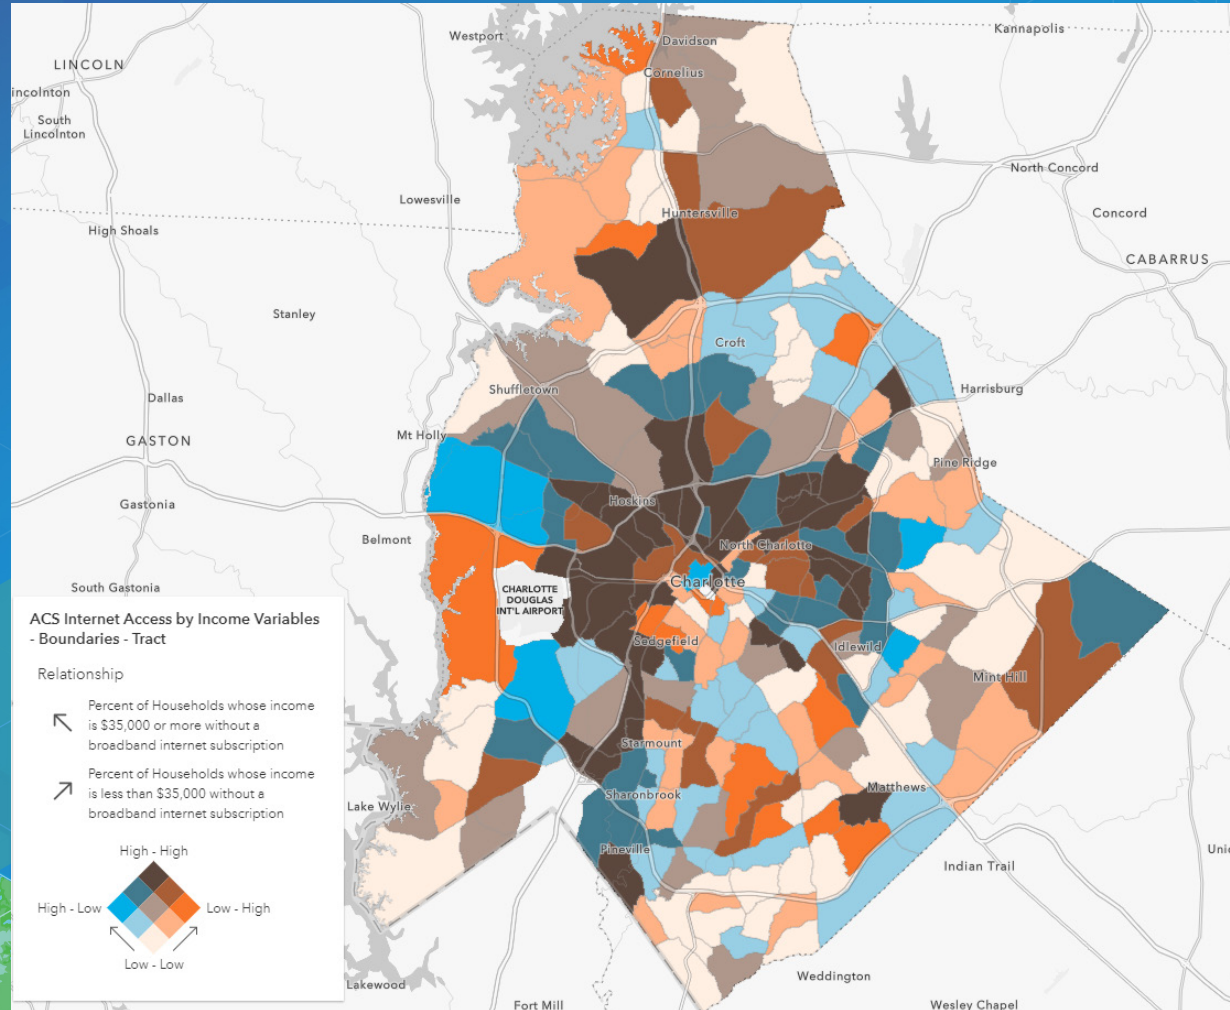 Westport
Davidson
Kannapolis
LINCOLN
Cornelius
incolnton
South
Lincolnton
North Concord
Lowesville
Huntersville
Concord
High Shoals
CABARRUS
Stanley
Croft
Shuffletown
Harrisburg
Dallas
Mt Holly
GASTON
Pine Ridge
Hoskins
Gastonia
Belmont
North Charlotte
Charlotte
South Gastonia
CHARLOTTE
DOUGLAS
INT'L AIRPORT
Sedgefield
Idlewild
Mint Hill
Starmount
Matthews
Sharonbrook
Lake Wylie
Pineville
Unio
Indian Trail
Weddington
Lakewood
Fort Mill
Wesley Chapel
ACS Internet Access by Income Variables
- Boundaries - Tract
Relationship
Percent of Households whose income
is $35,000 or more without a
broadband internet subscription
Percent of Households whose income
is less than $35,000 without a
broadband internet subscription
High - High
High - Low
Low - High
Low - Low